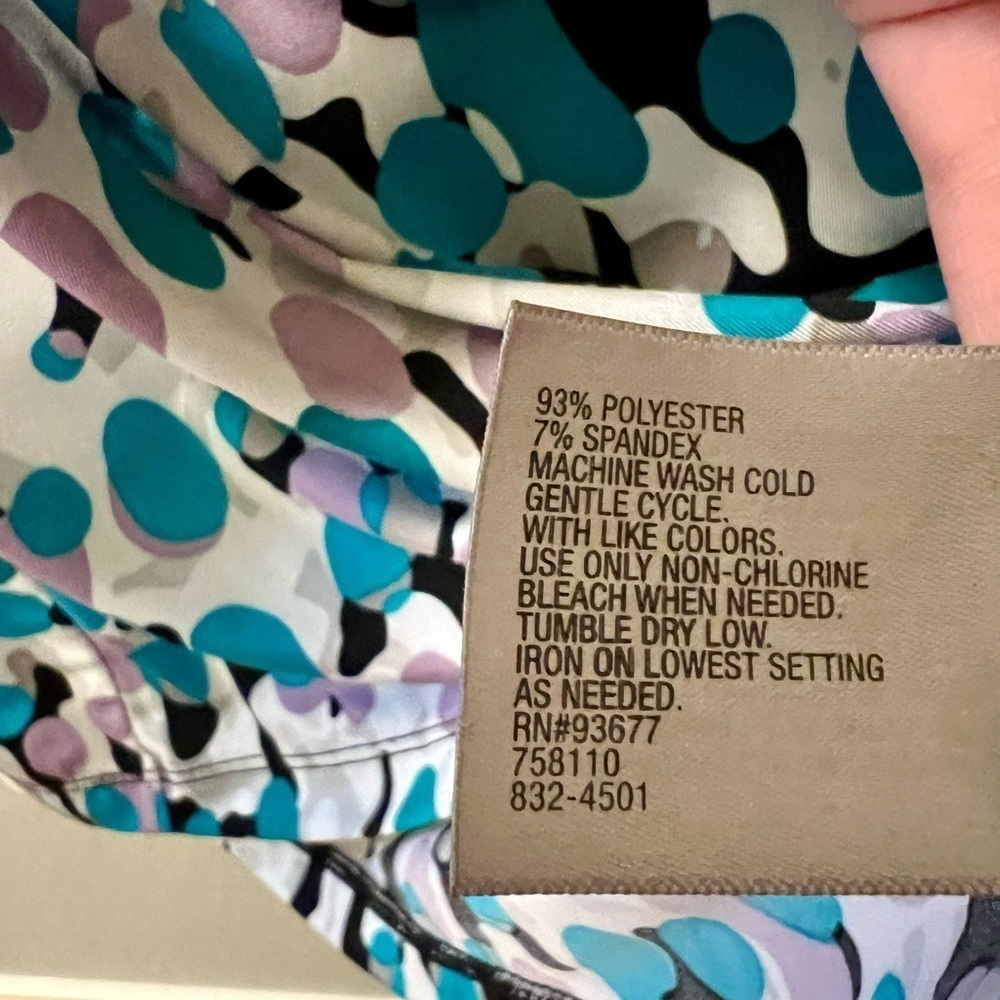 93% POLYESTER
7% SPANDEX
MACHINE WASH COLD
GENTLE CYCLE.
WITH LIKE COLORS.
USE ONLY NON-CHLORINE
BLEACH WHEN NEEDED.
TUMBLE DRY LOW.
IRON ON LOWEST SETTING
AS NEEDED.
RN#93677
758110
832-4501